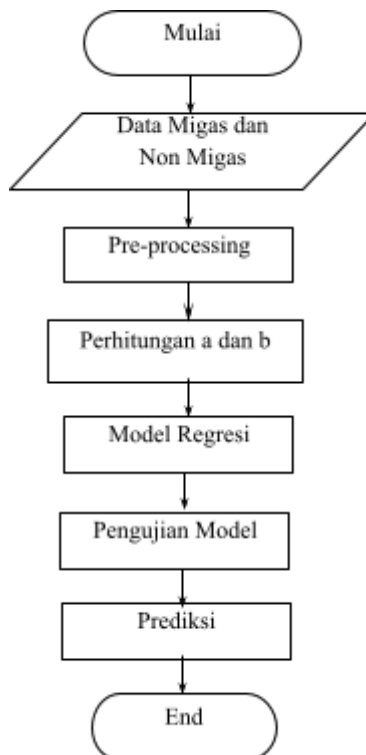 Mulai
Data Migas dan
Non Migas
Pre-processing
Perhitungan a dan b
Model Regresi
Pengujian Model
Prediksi
End